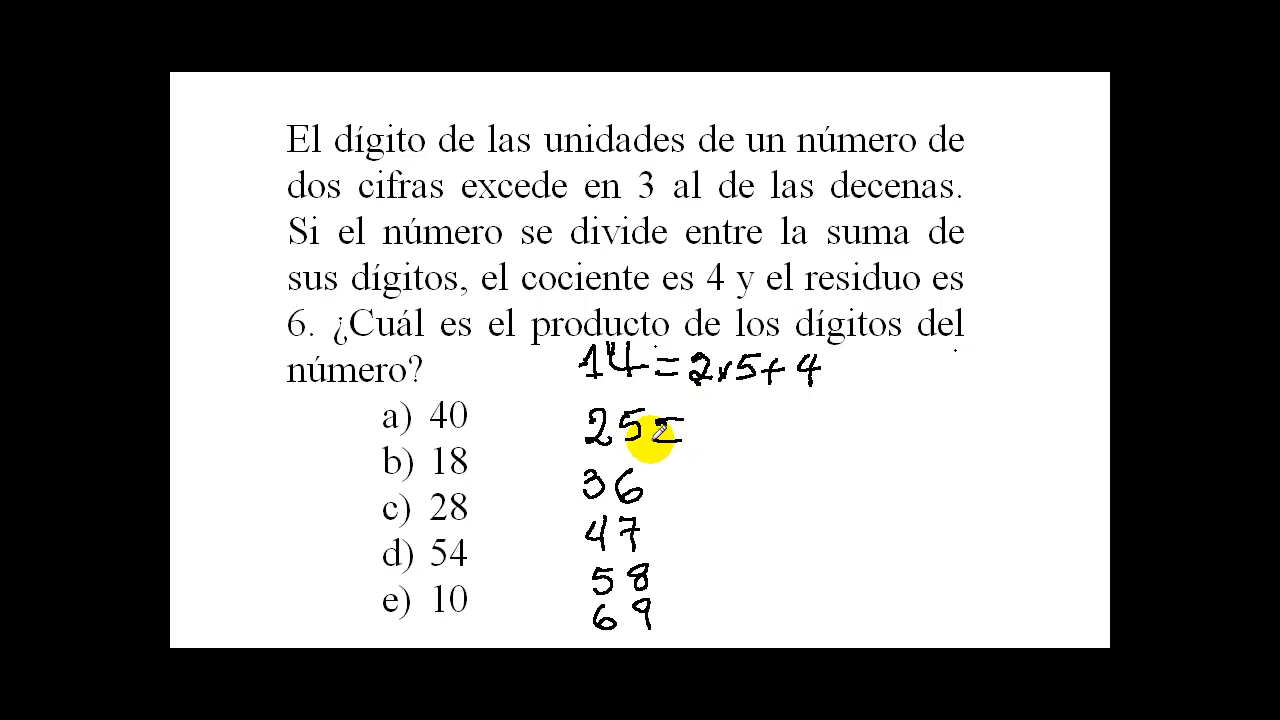 El dígito de las unidades de un número de
dos cifras excede en 3 al de las decenas.
Si el número se divide entre la suma de
sus dígitos, el cociente es 4 y el residuo es
6. ¿Cuál es el producto de los dígitos del
número?
14 = 2x5+4
a) 40
25=
b) 18
36
c) 28
47
d) 54
58
e) 10
69